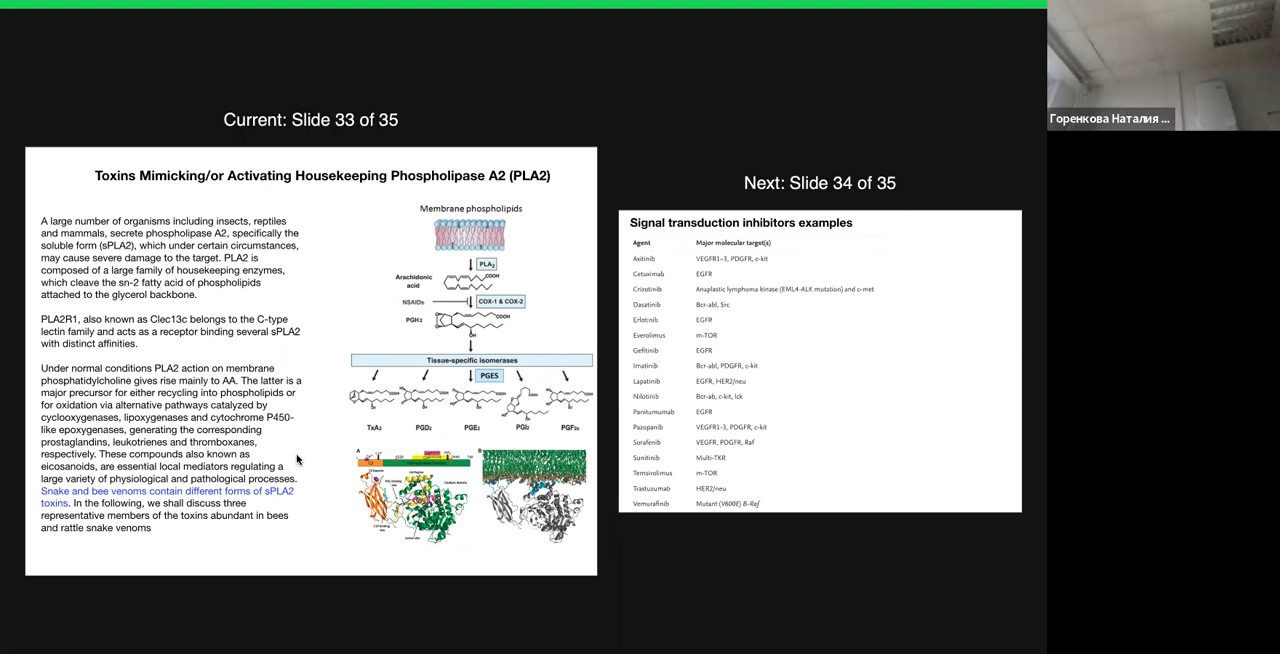 Горенкова Наталия ...
Current: Slide 33 of 35
Toxins Mimicking/or Activating Housekeeping Phospholipase A2 (PLA2)
A large number of organisms including insects, reptiles
and mammals, secrete phospholipase A2, specifically the
soluble form (sPLA2), which under certain circumstances,
may cause severe damage to the target. PLA2 is
composed of a large family of housekeeping enzymes,
which cleave the sn-2 fatty acid of phospholipids
attached to the glycerol backbone.
PLA2R1, also known as Clec13c belongs to the C-type
lectin family and acts as a receptor binding several sPLA2
with distinct affinities.
Under normal conditions PLA2 action on membrane
phosphatidylcholine gives rise mainly to AA. The latter is a
major precursor for either recycling into phospholipids or
for oxidation via alternative pathways catalyzed by
cyclooxygenases, lipoxygenases and cytochrome P450-
like epoxygenases, generating the corresponding
prostaglandins, leukotrienes and thromboxanes,
respectively. These compounds also known as
eicosanoids, are essential local mediators regulating a
large variety of physiological and pathological processes.
Snake and bee venoms contain different forms of sPLA2
toxins. In the following, we shall discuss three
representative members of the toxins abundant in bees
and rattle snake venoms
Membrane phospholipids
PLA2
Arachidonic
acid
COOH
NSAIDs
COX-1 & COX-2
PGH2
COOH
OH
Tissue-specific isomerases
PGES
TxA2 PGD2 PGE2 PGI2 PGF2α
A
B
Next: Slide 34 of 35
Signal transduction inhibitors examples
Agent Major molecular target(s)
Axitinib VEGFR1–3, PDGFR, c-kit
Cetuximab EGFR
Crizotinib Anaplastic lymphoma kinase (EML4-ALK mutation) and c-met
Dasatinib Bcr-abl, Src
Erlotinib EGFR
Everolimus m-TOR
Gefitinib EGFR
Imatinib Bcr-abl, PDGFR, c-kit
Lapatinib EGFR, HER2/neu
Nilotinib Bcr-ab, c-kit, lck
Panitumumab EGFR
Pazopanib VEGFR1-3, PDGFR, c-kit
Sorafenib VEGFR, PDGFR, Raf
Sunitinib Multi-TKR
Temsirolimus m-TOR
Trastuzumab HER2/neu
Vemurafinib Mutant (V600E) B-Ref